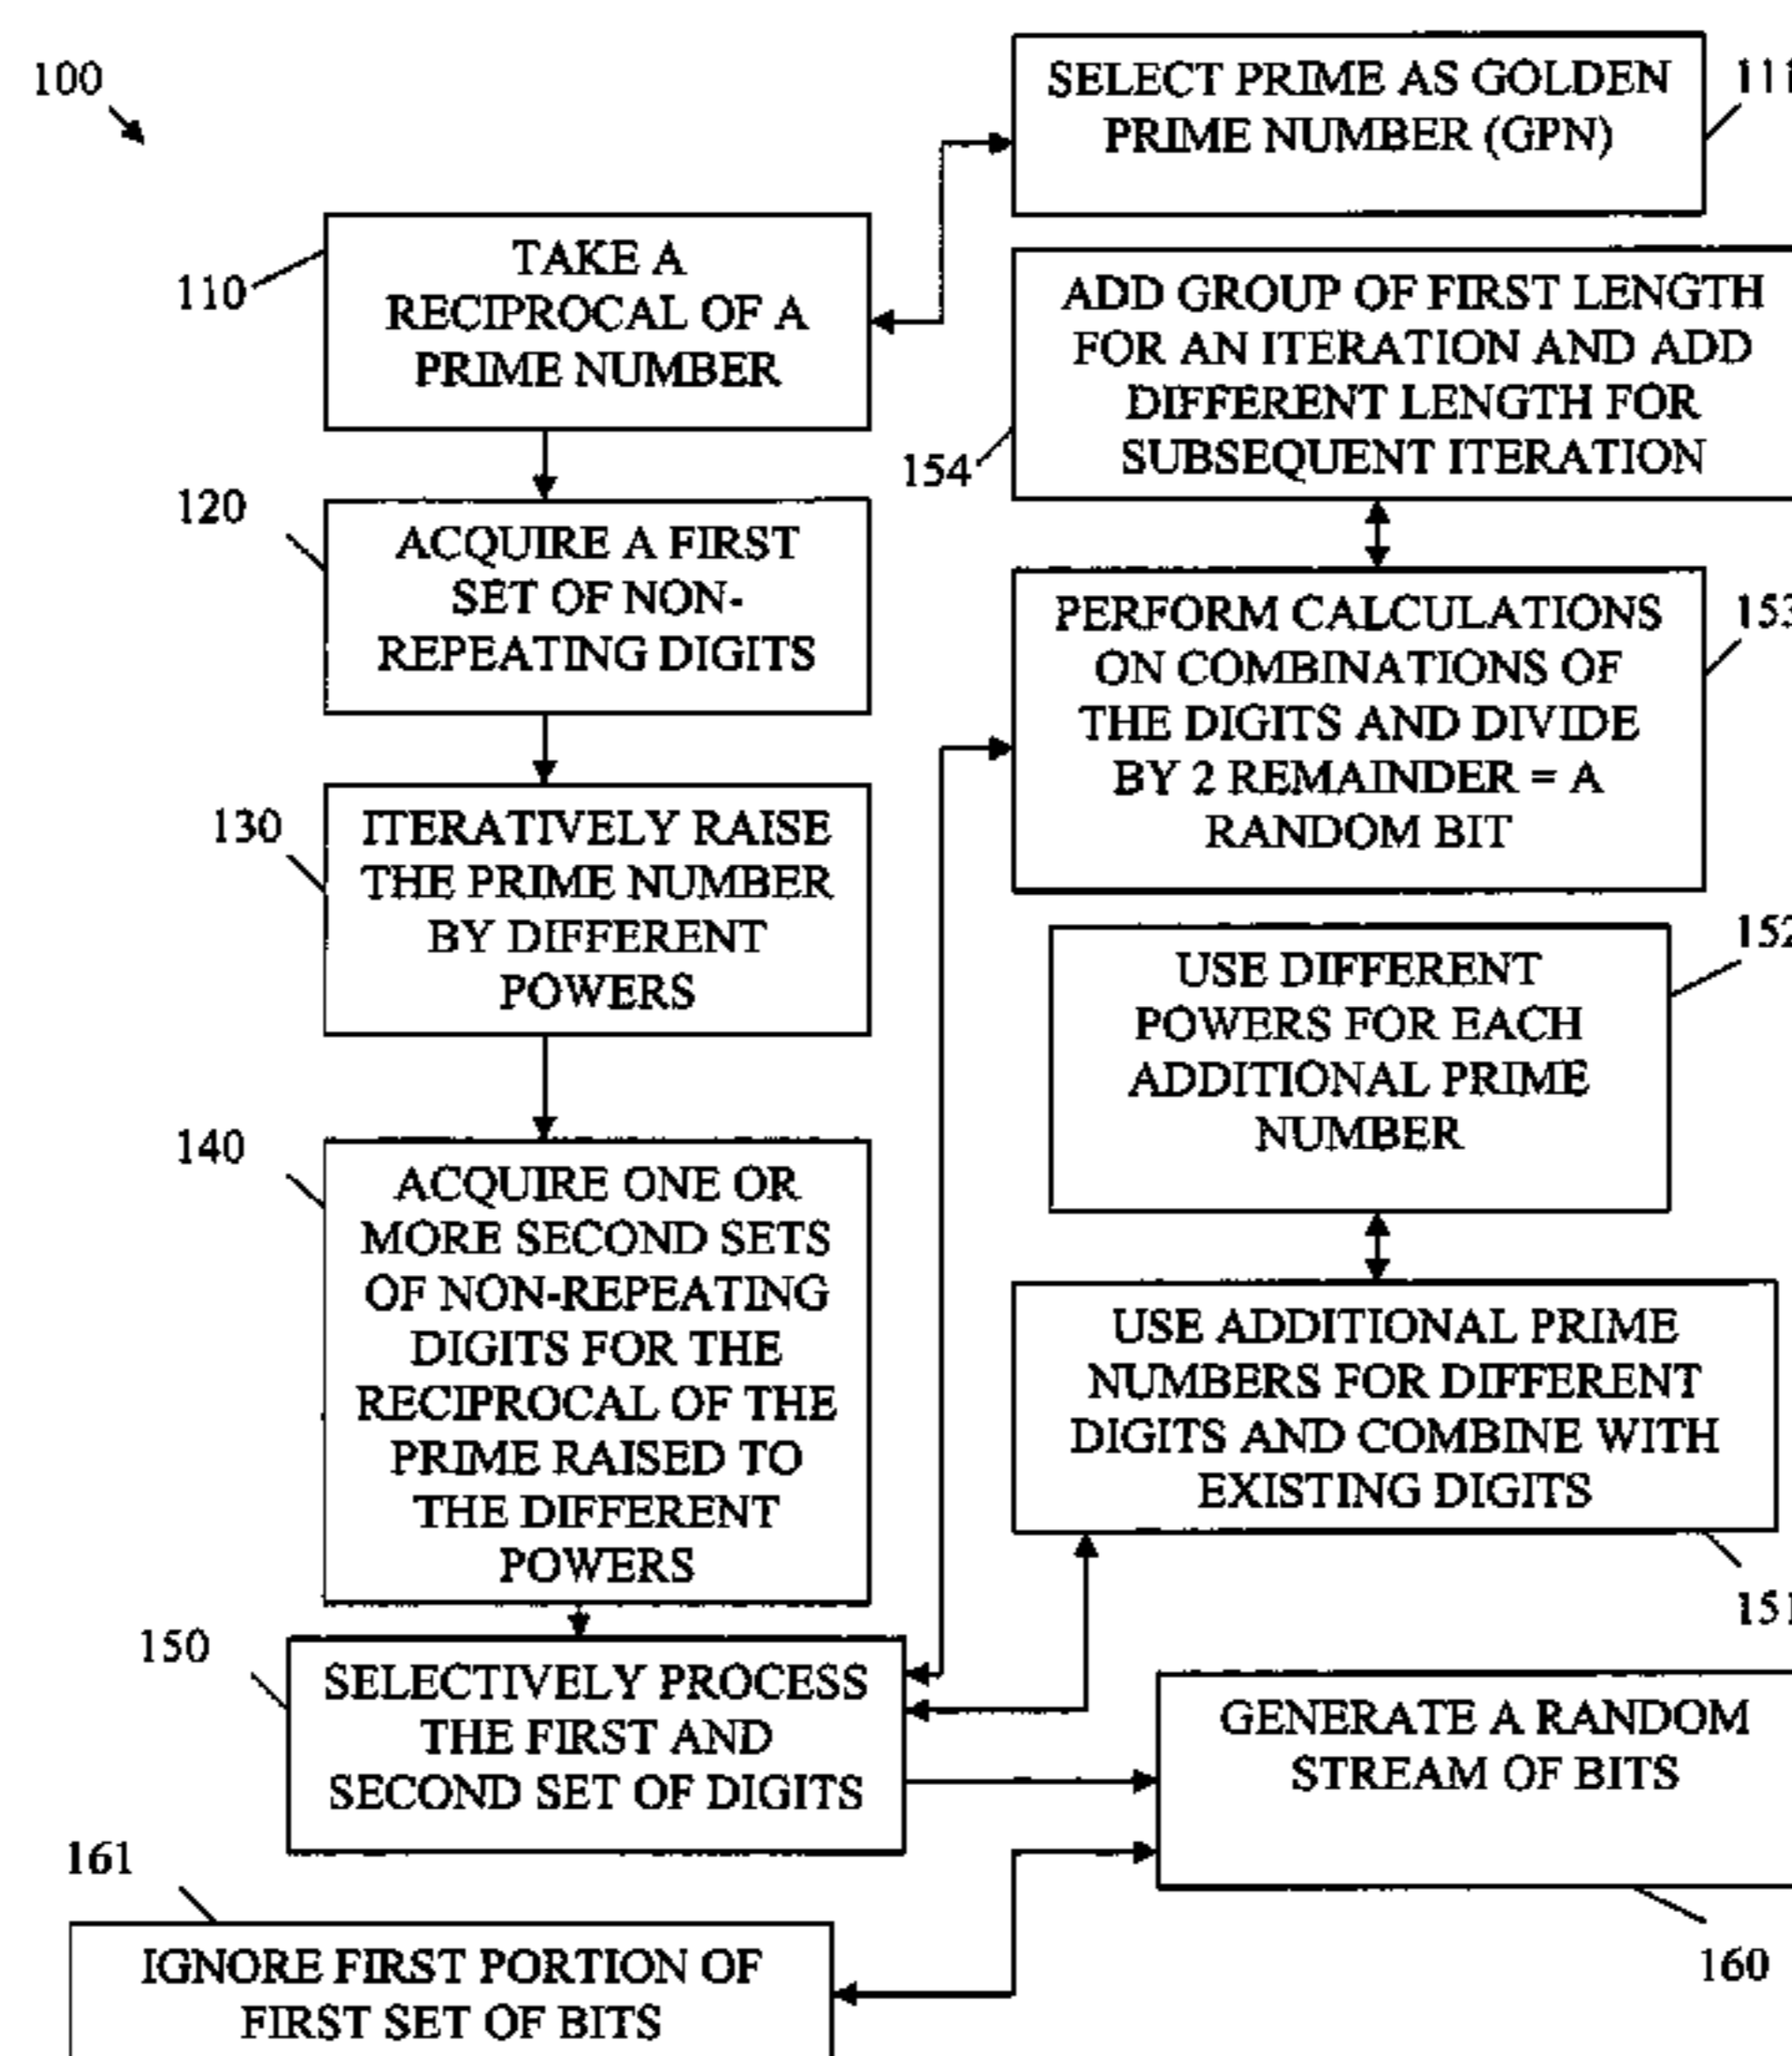 100
SELECT PRIME AS GOLDEN
PRIME NUMBER (GPN)
111
110
TAKE A
RECIPROCAL OF A
PRIME NUMBER
ADD GROUP OF FIRST LENGTH
FOR AN ITERATION AND ADD
DIFFERENT LENGTH FOR
SUBSEQUENT ITERATION
154
120
ACQUIRE A FIRST
SET OF NON-
REPEATING DIGITS
PERFORM CALCULATIONS
ON COMBINATIONS OF
THE DIGITS AND DIVIDE
BY 2 REMAINDER = A
RANDOM BIT
153
130
ITERATIVELY RAISE
THE PRIME NUMBER
BY DIFFERENT
POWERS
USE DIFFERENT
POWERS FOR EACH
ADDITIONAL PRIME
NUMBER
152
140
ACQUIRE ONE OR
MORE SECOND SETS
OF NON-REPEATING
DIGITS FOR THE
RECIPROCAL OF THE
PRIME RAISED TO
THE DIFFERENT
POWERS
USE ADDITIONAL PRIME
NUMBERS FOR DIFFERENT
DIGITS AND COMBINE WITH
EXISTING DIGITS
151
150
SELECTIVELY PROCESS
THE FIRST AND
SECOND SET OF DIGITS
GENERATE A RANDOM
STREAM OF BITS
160
161
IGNORE FIRST PORTION OF
FIRST SET OF BITS